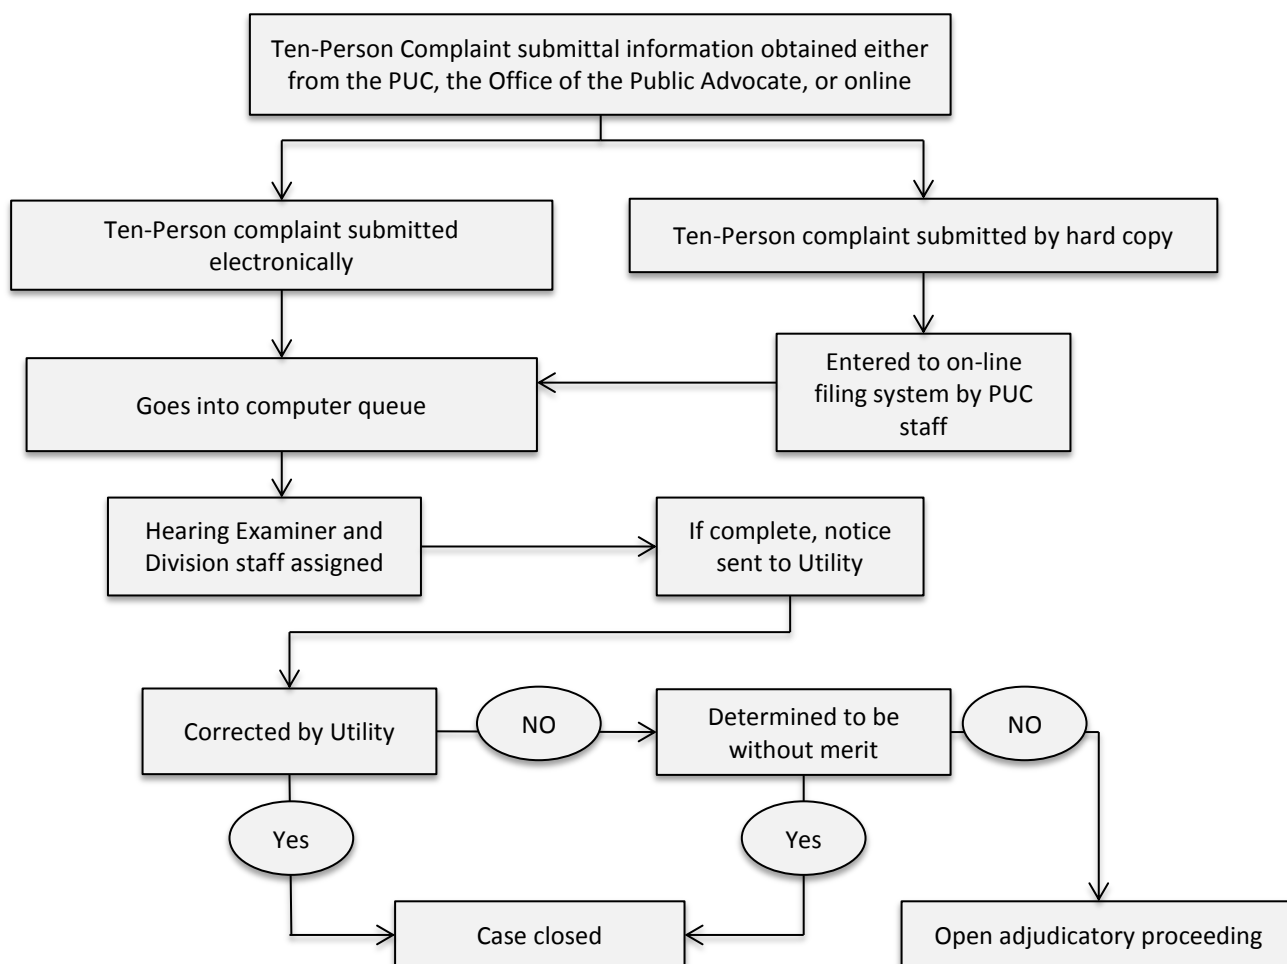 Ten-Person Complaint submittal information obtained either
from the PUC, the Office of the Public Advocate, or online
Ten-Person complaint submitted
electronically
Ten-Person complaint submitted by hard copy
Goes into computer queue
Entered to on-line
filing system by PUC
staff
Hearing Examiner and
Division staff assigned
If complete, notice
sent to Utility
Corrected by Utility
NO
Determined to be
without merit
NO
Yes
Yes
Case closed
Open adjudicatory proceeding